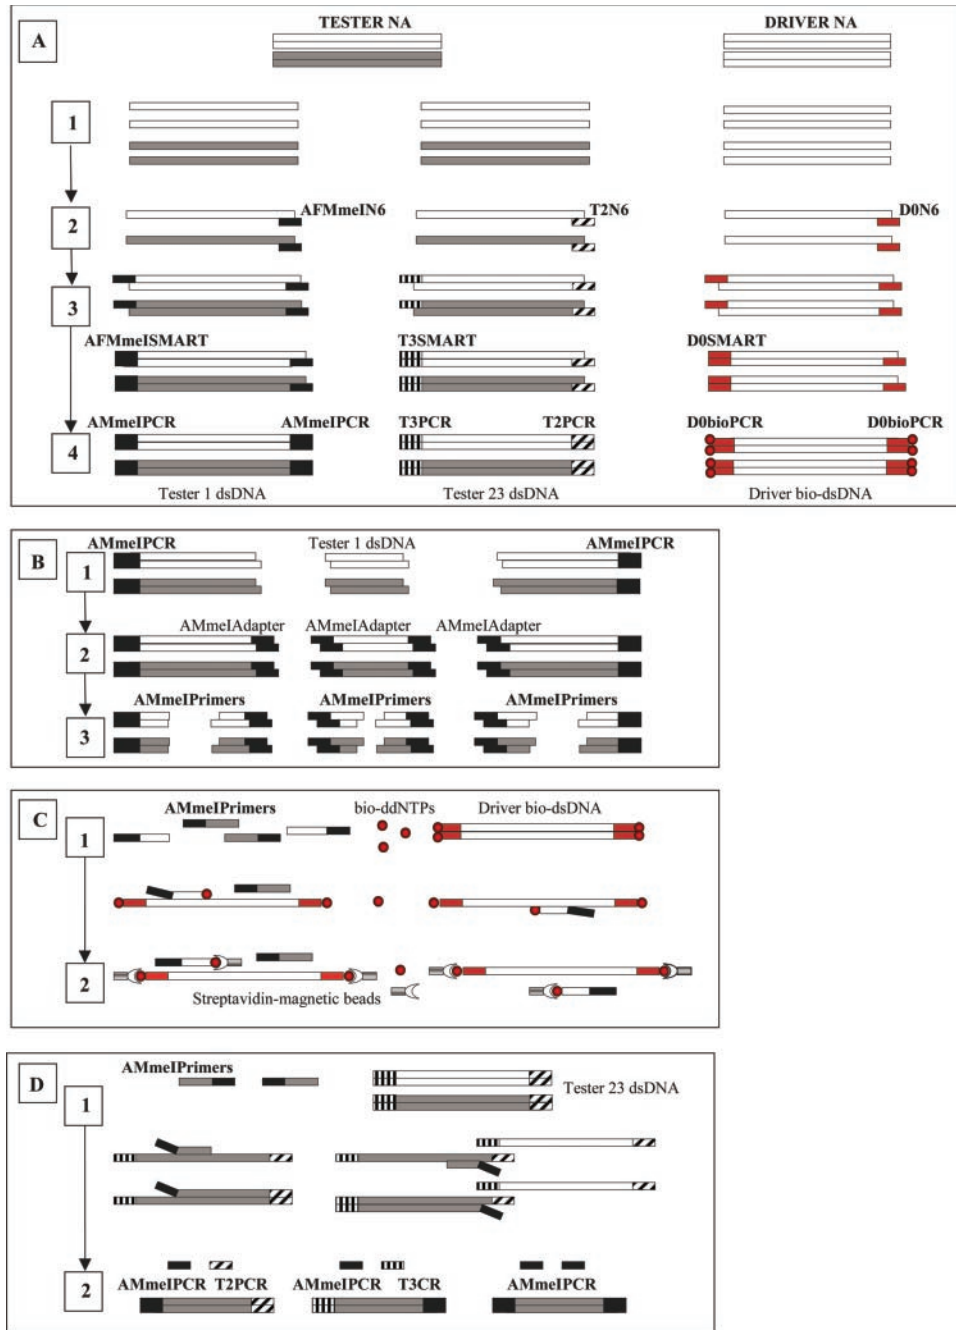 A
TESTER NA
DRIVER NA
1
2
AFMmeIN6
T2N6
D0N6
3
AFMmeISMART
T3SMART
D0SMART
4
AMmeIPCR
AMmeIPCR
T3PCR
T2PCR
D0bioPCR
D0bioPCR
Tester 1 dsDNA
Tester 23 dsDNA
Driver bio-dsDNA
B
AMmeIPCR
Tester 1 dsDNA
AMmeIPCR
1
AMmeIAdapter
AMmeIAdapter
AMmeIAdapter
2
AMmeIPrimers
AMmeIPrimers
AMmeIPrimers
3
C
AMmeIPrimers
bio-ddNTPs
Driver bio-dsDNA
1
2
Streptavidin-magnetic beads
D
AMmeIPrimers
1
Tester 23 dsDNA
2
AMmeIPCR
T2PCR
AMmeIPCR
T3CR
AMmeIPCR